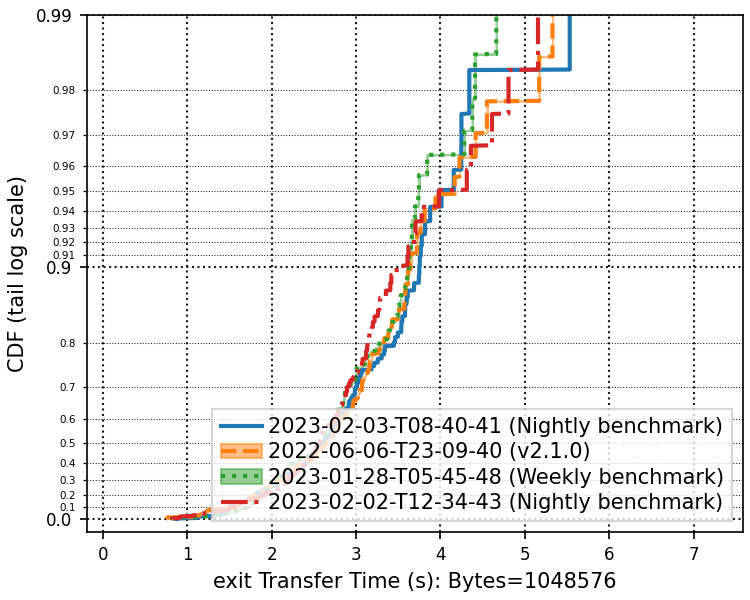 CDF (tail log scale)
0.99
0.98
0.97
0.96
0.95
0.94
0.93
0.92
0.91
0.9
0.8
0.7
0.6
0.5
0.4
0.3
0.2
0.1
0.0
2023-02-03-T08-40-41 (Nightly benchmark)
2022-06-06-T23-09-40 (v2.1.0)
2023-01-28-T05-45-48 (Weekly benchmark)
2023-02-02-T12-34-43 (Nightly benchmark)
0 1 2 3 4 5 6 7
exit Transfer Time (s): Bytes=1048576